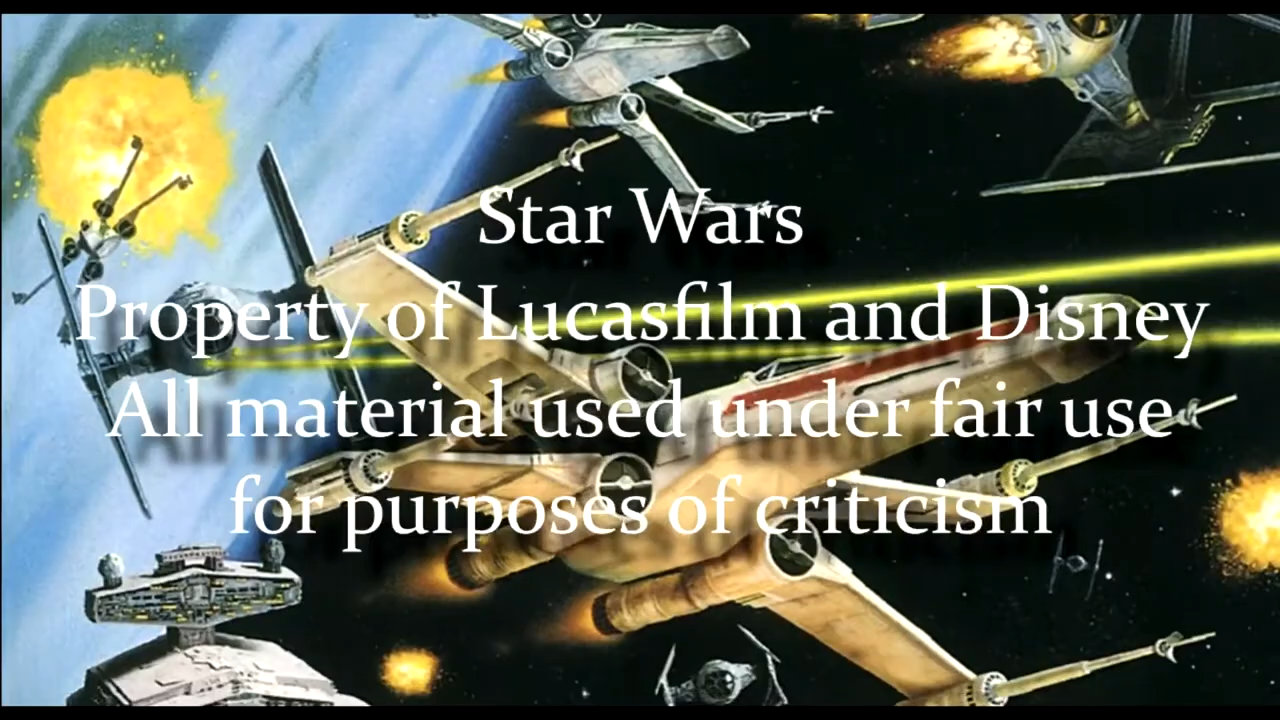 Star Wars
Property of Lucasfilm and Disney
All material used under fair use
for purposes of criticism